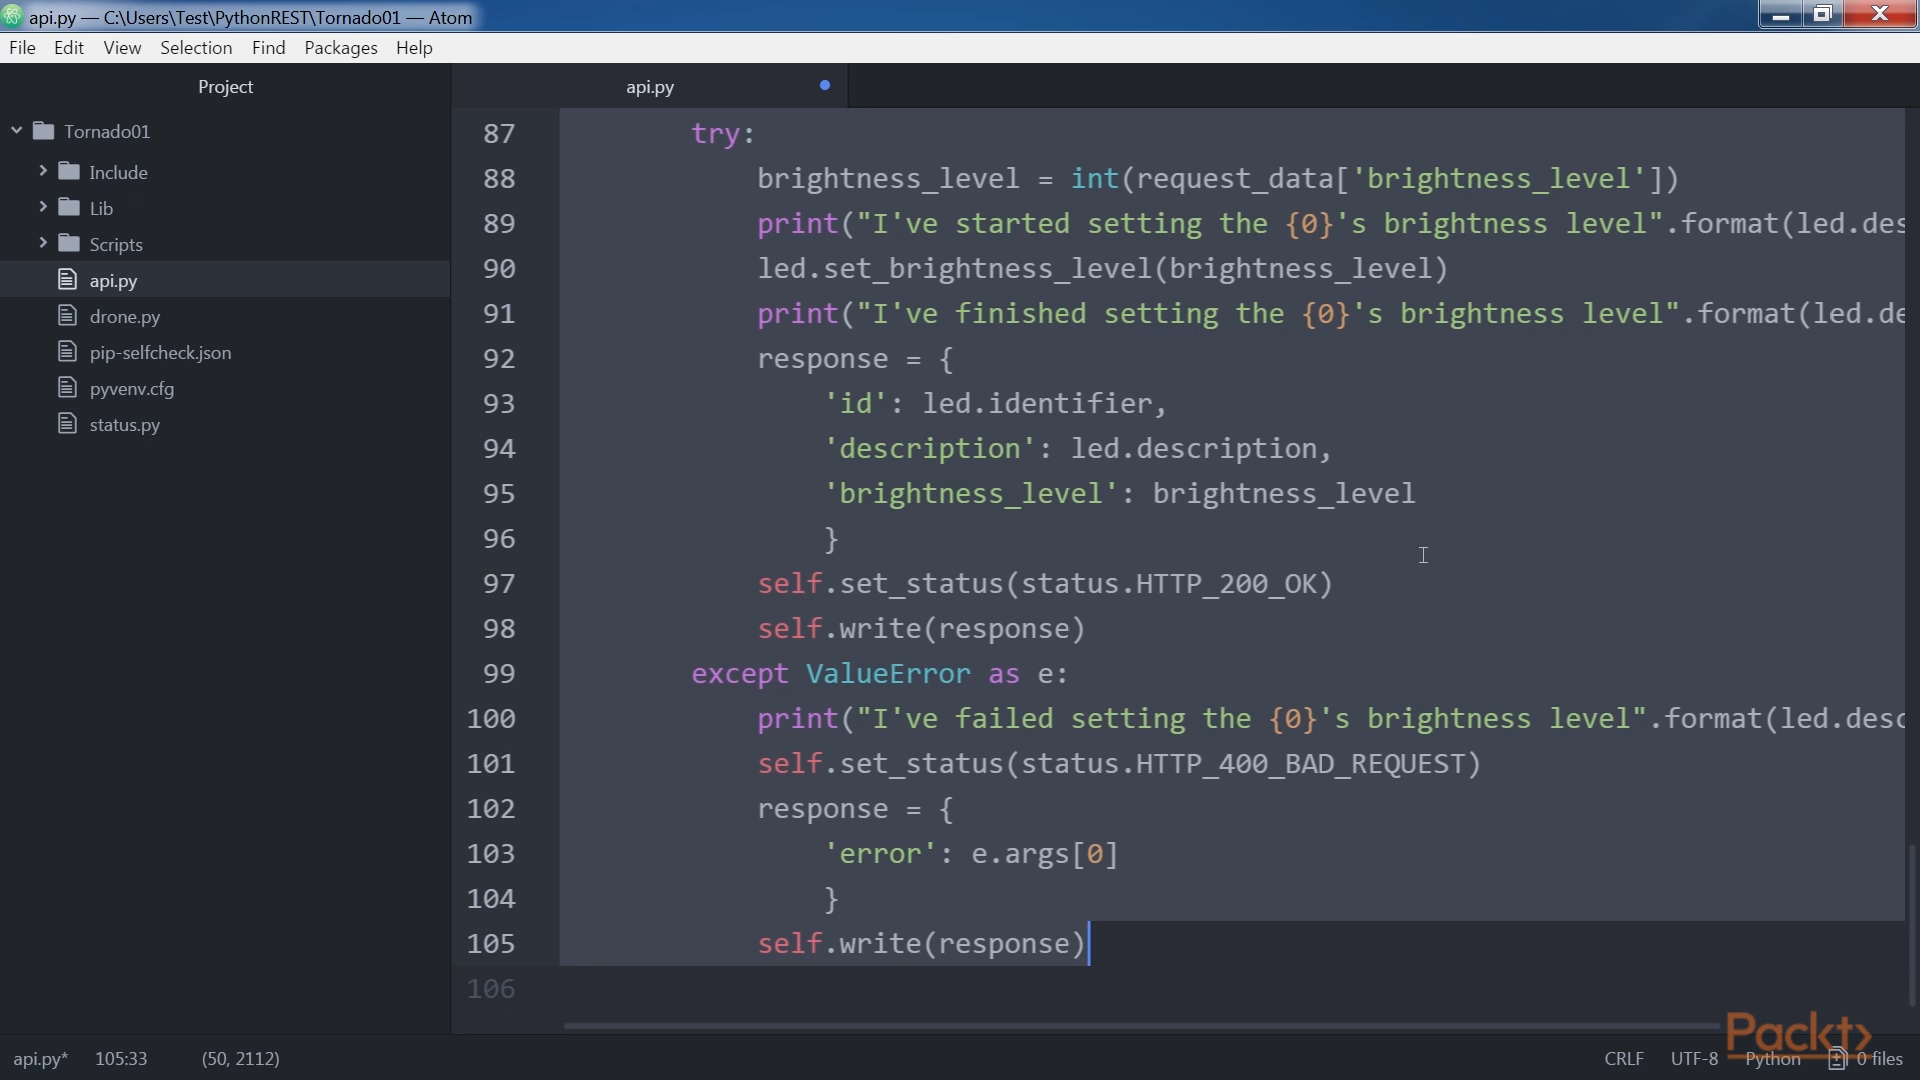 api.py — C:\Users\Test\PythonREST\Tornado01 — Atom
File Edit View Selection Find Packages Help
Project
api.py
Tornado01
Include
Lib
Scripts
api.py
drone.py
pip-selfcheck.json
pyvenv.cfg
status.py
87 try:
88 brightness_level = int(request_data['brightness_level'])
89 print("I've started setting the {0}'s brightness level".format(led.des
90 led.set_brightness_level(brightness_level)
91 print("I've finished setting the {0}'s brightness level".format(led.de
92 response = {
93 'id': led.identifier,
94 'description': led.description,
95 'brightness_level': brightness_level
96 }
97 self.set_status(status.HTTP_200_OK)
98 self.write(response)
99 except ValueError as e:
100 print("I've failed setting the {0}'s brightness level".format(led.desc
101 self.set_status(status.HTTP_400_BAD_REQUEST)
102 response = {
103 'error': e.args[0]
104 }
105 self.write(response)
106
Packt>
api.py* 105:33 (50, 2112) CRLF UTF-8 Python 0 files